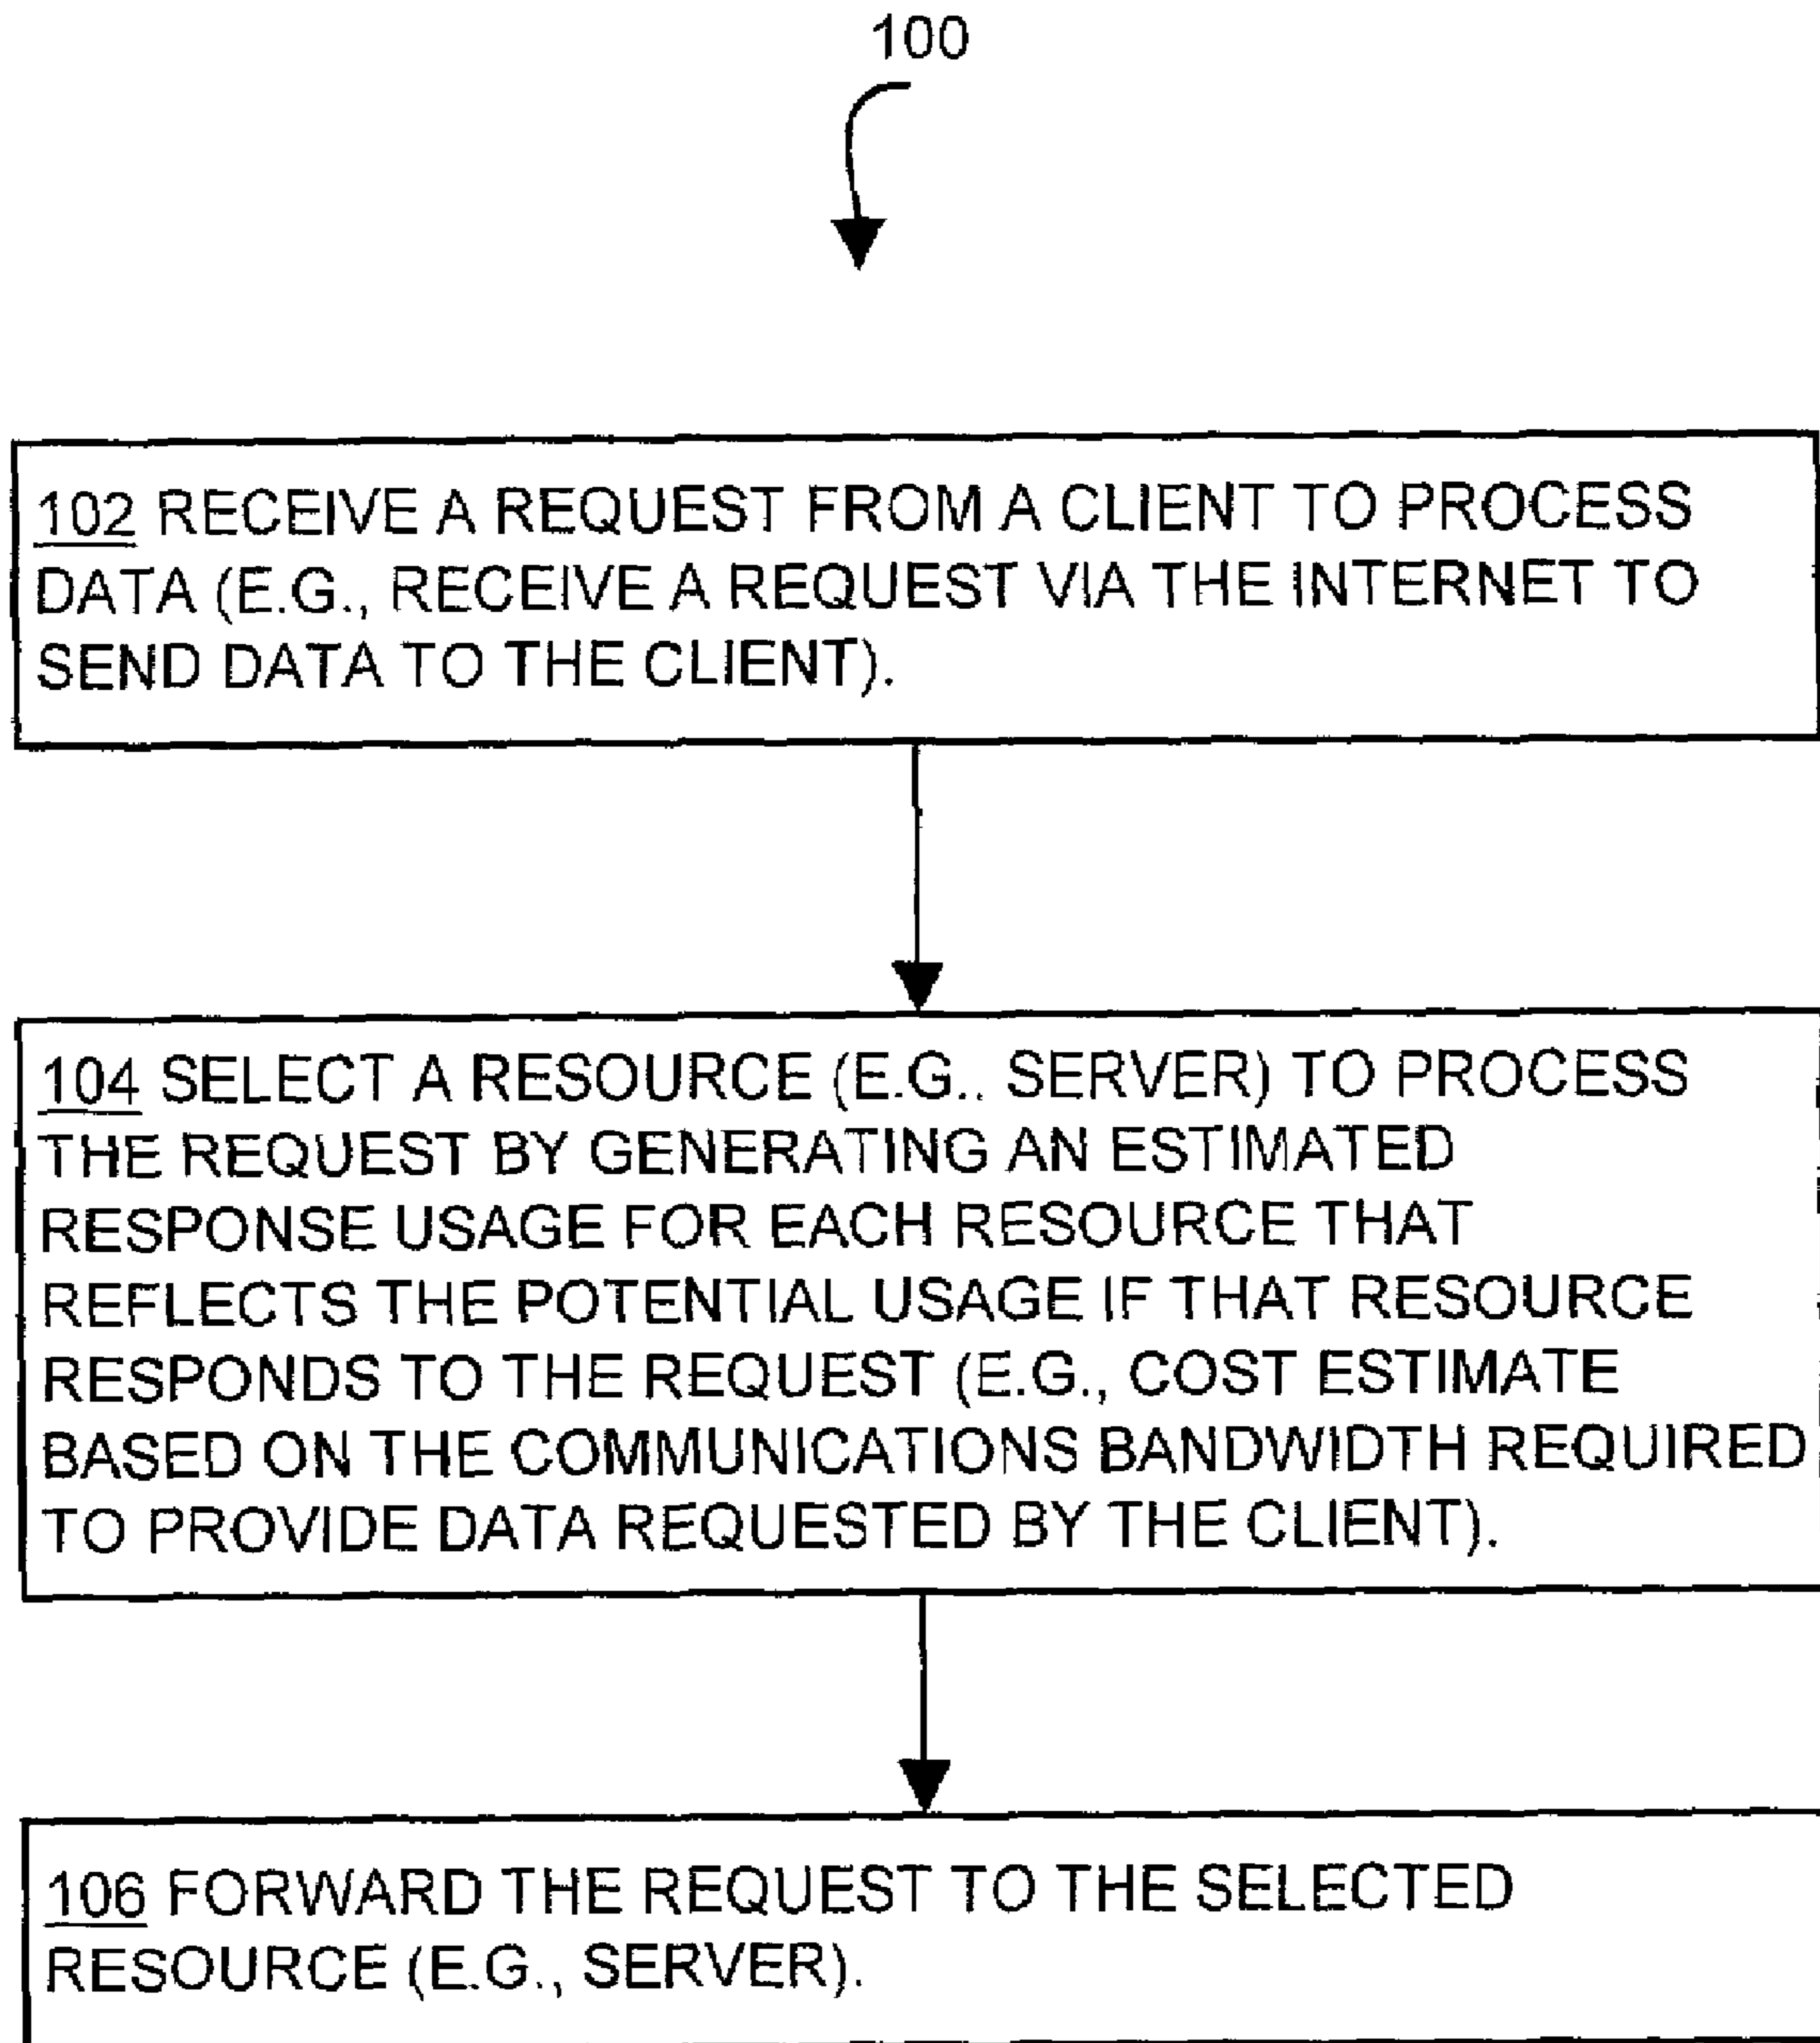 100
102 RECEIVE A REQUEST FROM A CLIENT TO PROCESS
DATA (E.G., RECEIVE A REQUEST VIA THE INTERNET TO
SEND DATA TO THE CLIENT).
104 SELECT A RESOURCE (E.G.. SERVER) TO PROCESS
THE REQUEST BY GENERATING AN ESTIMATED
RESPONSE USAGE FOR EACH RESOURCE THAT
REFLECTS THE POTENTIAL USAGE IF THAT RESOURCE
RESPONDS TO THE REQUEST (E.G., COST ESTIMATE
BASED ON THE COMMUNICATIONS BANDWIDTH REQUIRED
TO PROVIDE DATA REQUESTED BY THE CLIENT).
106 FORWARD THE REQUEST TO THE SELECTED
RESOURCE (E.G., SERVER).